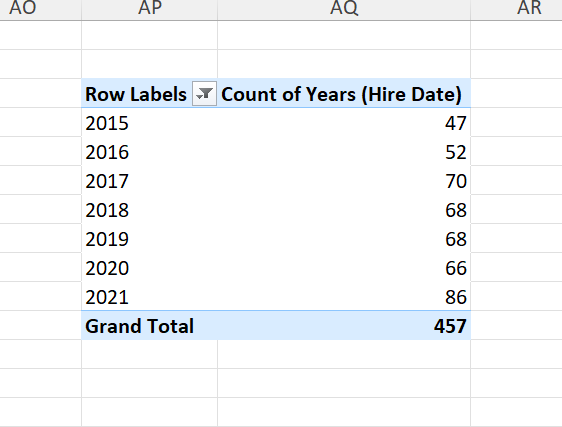 AO AP AQ AR
Row Labels Count of Years (Hire Date)
2015 47
2016 52
2017 70
2018 68
2019 68
2020 66
2021 86
Grand Total 457